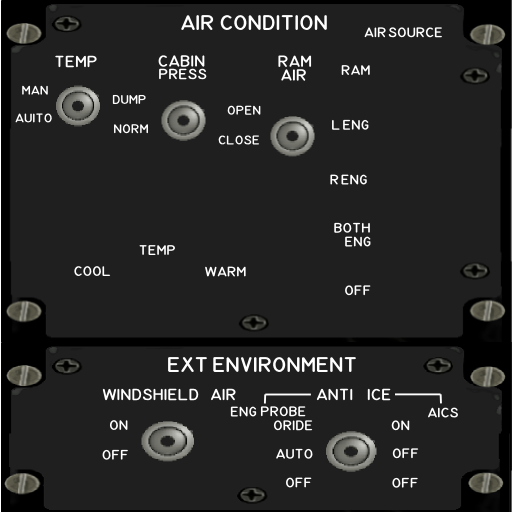 AIR CONDITION
AIR SOURCE
TEMP
CABIN
PRESS
RAM
AIR
RAM
MAN
AUTO
DUMP
NORM
OPEN
CLOSE
L ENG
R ENG
BOTH
ENG
TEMP
COOL
WARM
OFF
EXT ENVIRONMENT
WINDSHIELD AIR
ANTI ICE
ENG PROBE
AICS
ON
OFF
ORIDE
AUTO
OFF
ON
OFF
OFF